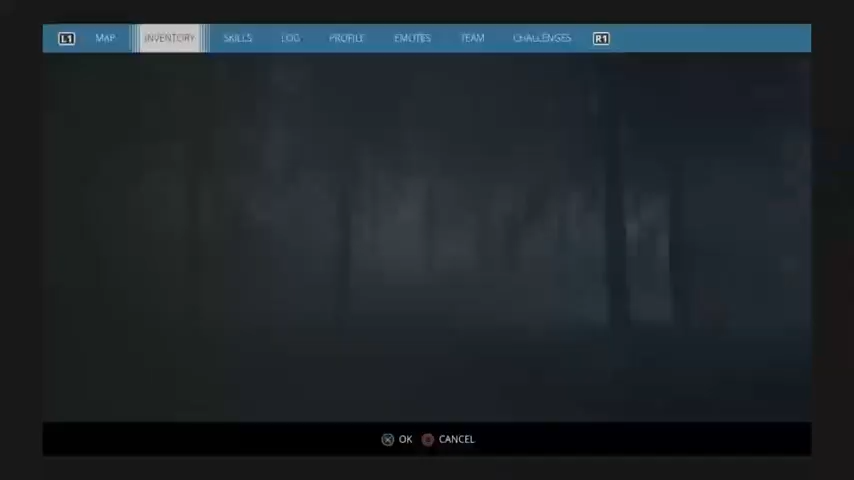 L1 MAP INVENTORY SKILLS LOG PROFILE EMOTES TEAM CHALLENGES R1
OK CANCEL